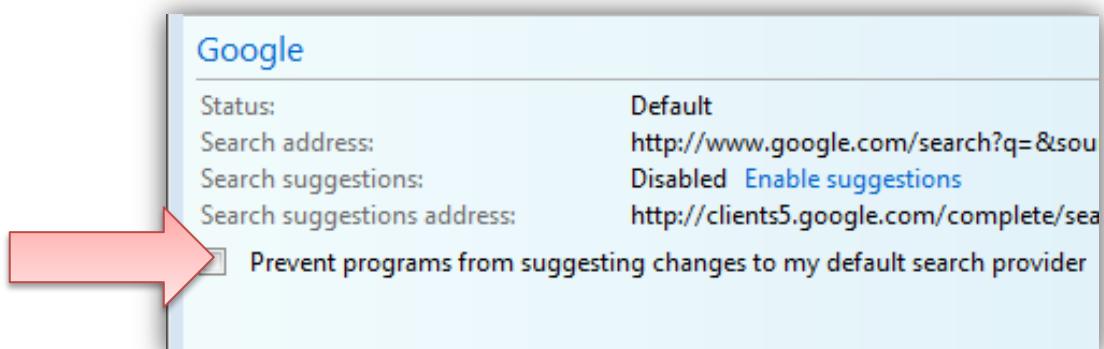 Google
Status: Default
Search address: http://www.google.com/search?q=&sou
Search suggestions: Disabled Enable suggestions
Search suggestions address: http://clients5.google.com/complete/sea
Prevent programs from suggesting changes to my default search provider